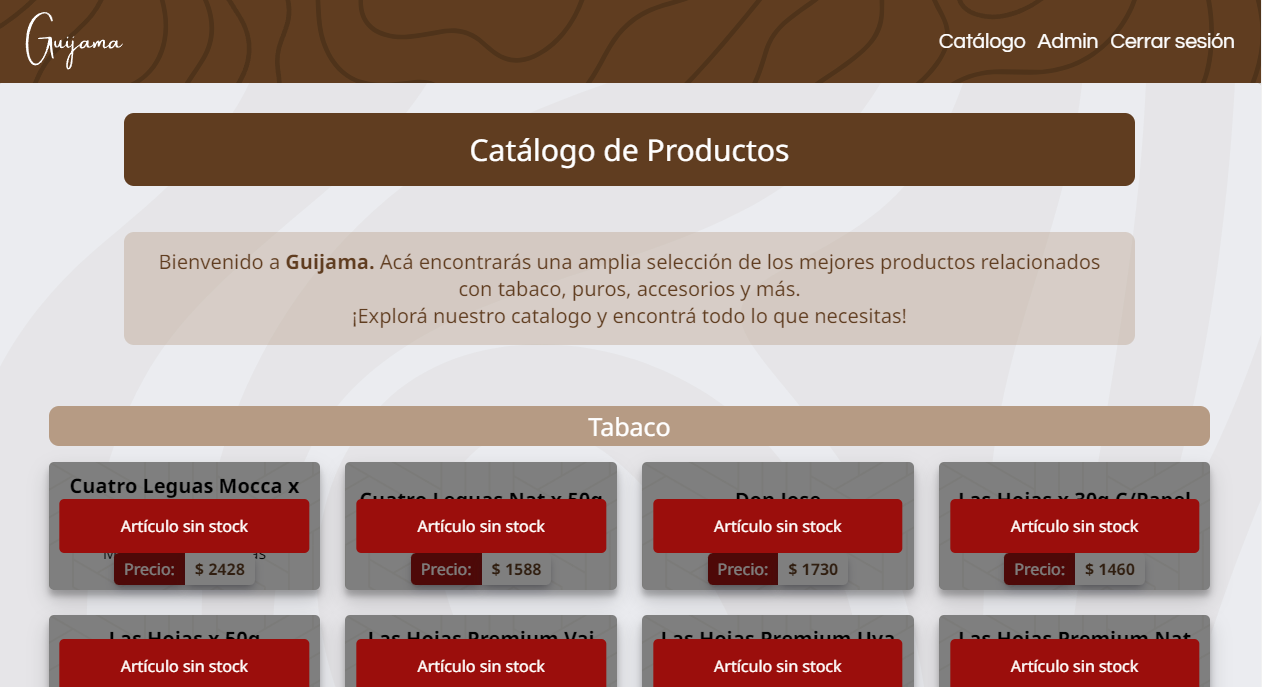 Guijama
Catálogo Admin Cerrar sesión
Catálogo de Productos
Bienvenido a Guijama. Acá encontrarás una amplia selección de los mejores productos relacionados
con tabaco, puros, accesorios y más.
¡Explorá nuestro catalogo y encontrá todo lo que necesitas!
Tabaco
Cuatro Leguas Mocca x
Artículo sin stock
Precio: $ 2428
Cuatro Leguas Nat x 50g
Artículo sin stock
Precio: $ 1588
Don Jose
Artículo sin stock
Precio: $ 1730
Las Hojas x 30g C/Papel
Artículo sin stock
Precio: $ 1460
Las Hojas x 50g
Artículo sin stock
Las Hojas Premium Vai
Artículo sin stock
Las Hojas Premium Uva
Artículo sin stock
Las Hojas Premium Nat
Artículo sin stock